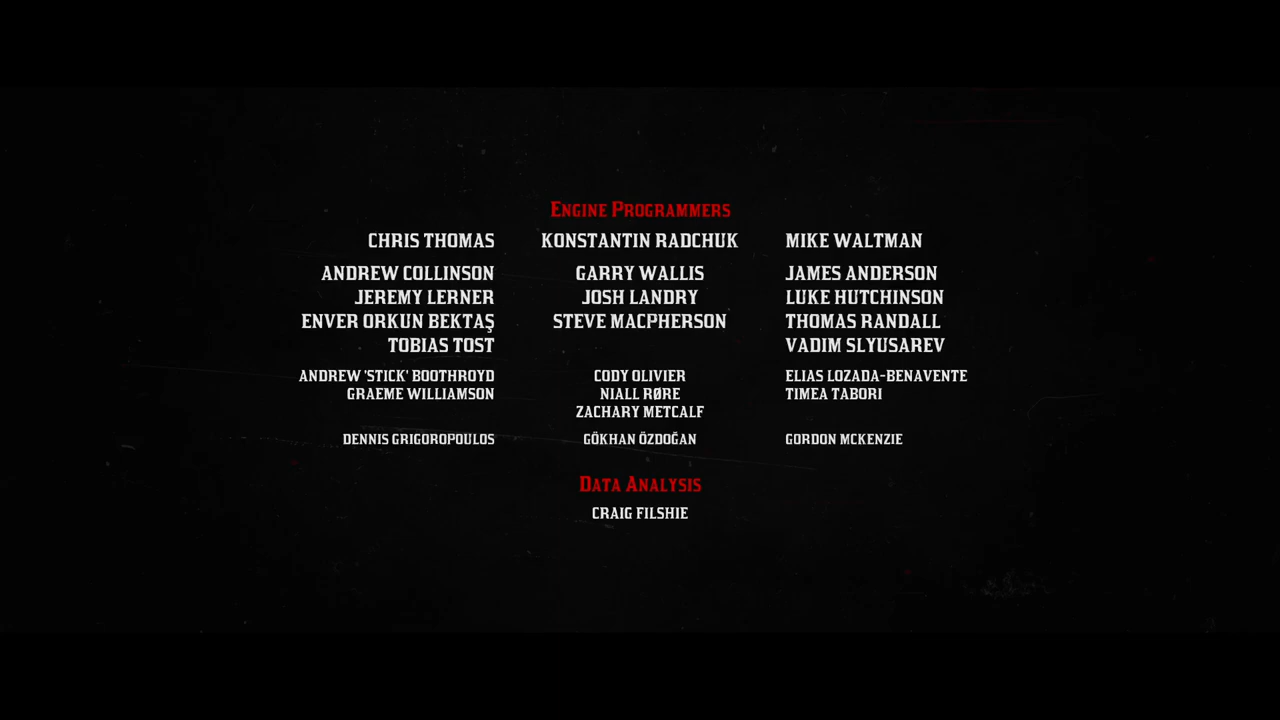 Engine Programmers
CHRIS THOMAS KONSTANTIN RADCHUK MIKE WALTMAN
ANDREW COLLINSON GARRY WALLIS JAMES ANDERSON
JEREMY LERNER JOSH LANDRY LUKE HUTCHINSON
ENVER ORKUN BEKTAŞ STEVE MACPHERSON THOMAS RANDALL
TOBIAS TOST VADIM SLYUSAREV
ANDREW 'STICK' BOOTHROYD CODY OLIVIER ELIAS LOZADA-BENAVENTE
GRAEME WILLIAMSON NIALL RØRE TIMEA TABORI
ZACHARY METCALF
DENNIS GRIGOROPOULOS GÖKHAN ÖZDOĞAN GORDON MCKENZIE
Data Analysis
CRAIG FILSHIE